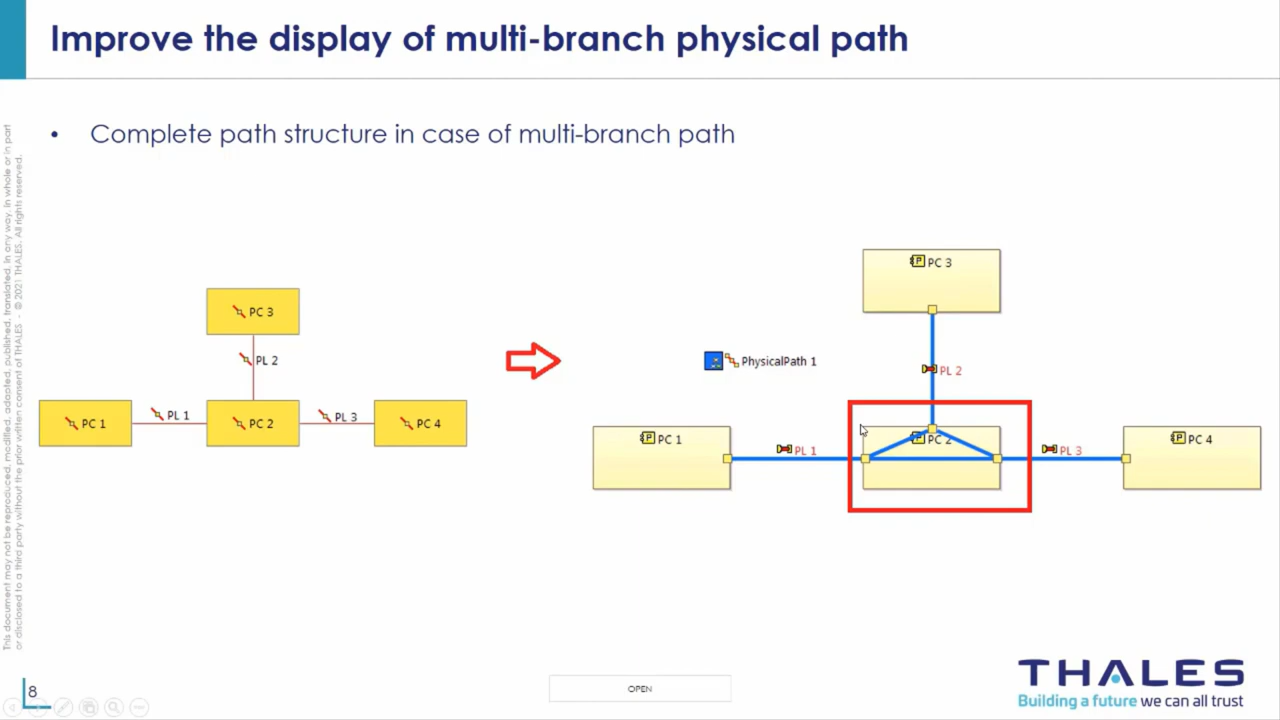 Improve the display of multi-branch physical path
• Complete path structure in case of multi-branch path
PC 3
PL 2
PC 1
PL 1
PC 2
PL 3
PC 4
PC 3
PhysicalPath 1
PL 2
PC 1
PL 1
PC 2
PL 3
PC 4
This document may not be reproduced, modified, adapted, published, translated, in any way, in whole or in part
or disclosed to a third party without the prior written consent of THALES - © 2021 THALES. All rights reserved.
8
OPEN
THALES
Building a future we can all trust